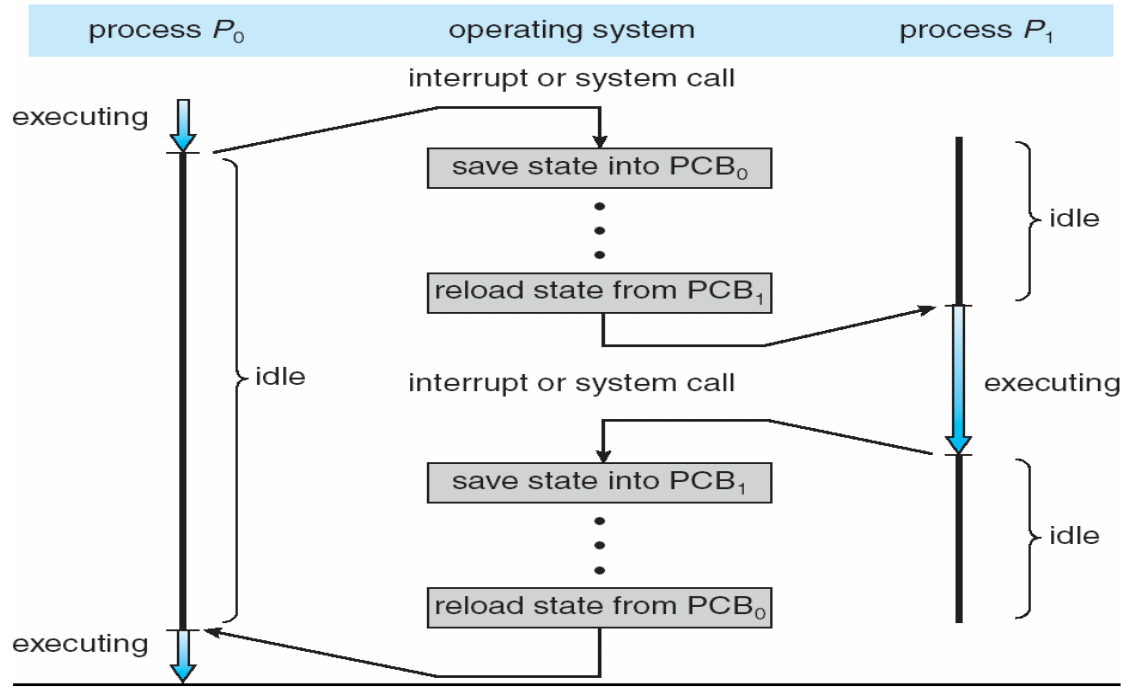 process P₀ operating system process P₁
interrupt or system call
executing
save state into PCB₀
idle
reload state from PCB₁
idle
interrupt or system call
executing
save state into PCB₁
idle
reload state from PCB₀
executing